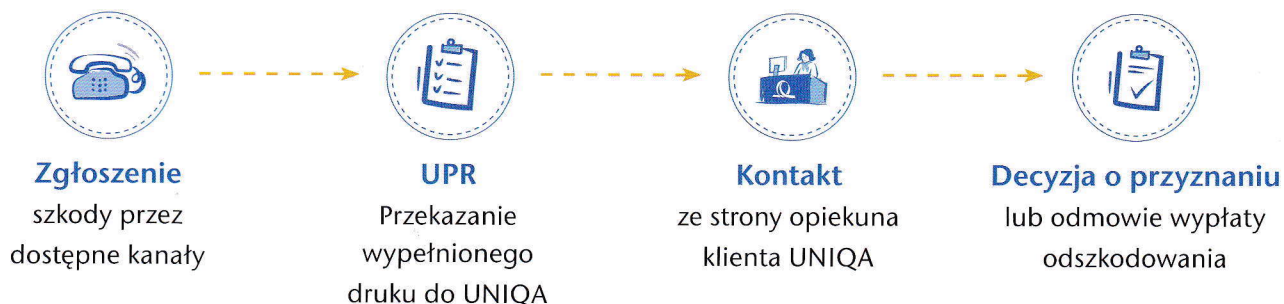 Zgłoszenie
szkody przez
dostępne kanały
UPR
Przekazanie
wypełnionego
druku do UNIQA
Kontakt
ze strony opiekuna
klienta UNIQA
Decyzja o przyznaniu
lub odmowie wypłaty
odszkodowania